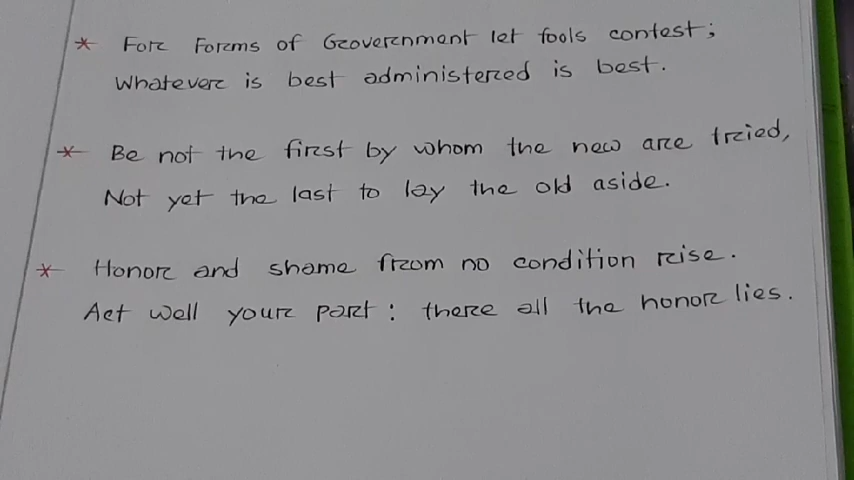 * For Forms of Government let fools contest;
Whatever is best administered is best.
* Be not the first by whom the new are tried,
Not yet the last to lay the old aside.
* Honor and shame from no condition rise.
Act well your part: there all the honor lies.